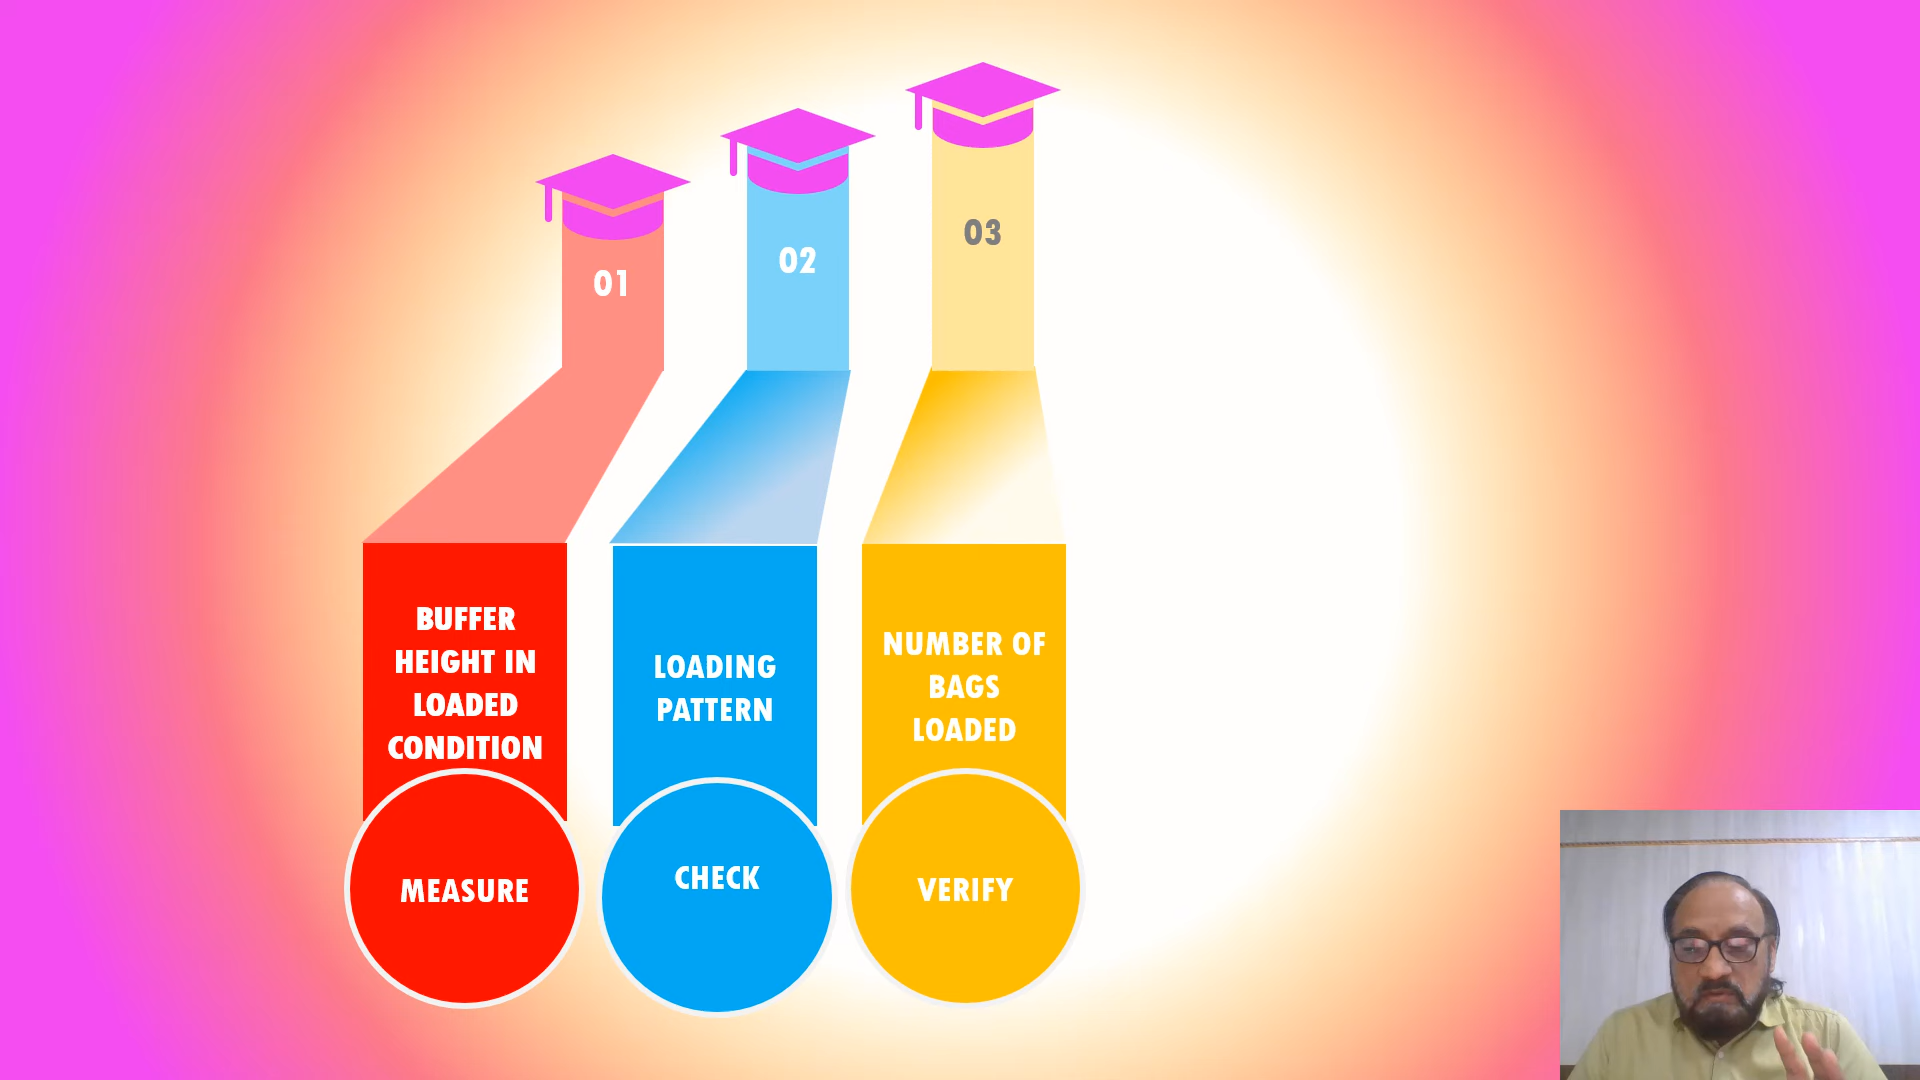 01
02
03
BUFFER
HEIGHT IN
LOADED
CONDITION
MEASURE
LOADING
PATTERN
CHECK
NUMBER OF
BAGS
LOADED
VERIFY